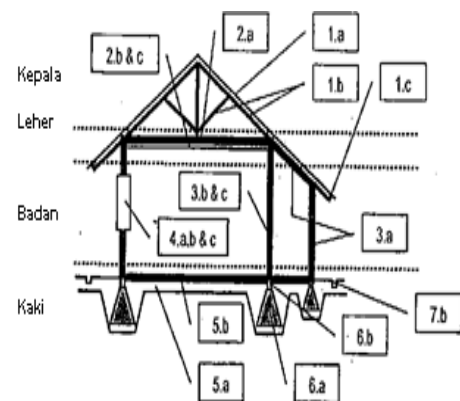 2.a
1.a
2.b & c
Kepala
1.b
1.c
Leher
Badan
3.b & c
4.a,b & c
3.a
Kaki
5.b
7.b
6.b
5.a
6.a